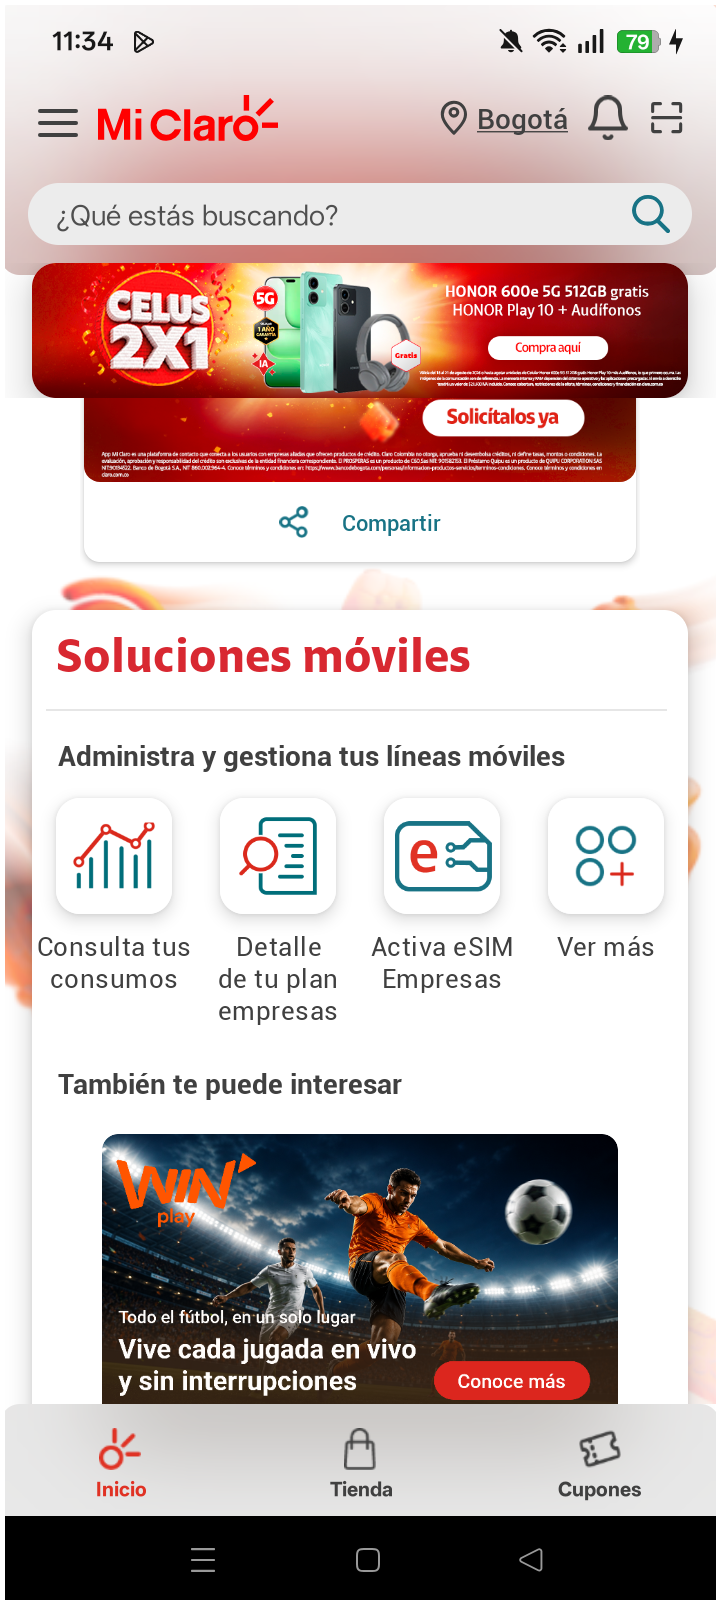 11:34
79
Mi Claro
Bogotá
¿Qué estás buscando?
CELUS
2X1
5G
IA
Gratis
HONOR 600e 5G 512GB gratis
HONOR Play 10 + Audífonos
Compra aquí
Solicítalos ya
Compartir
Soluciones móviles
Administra y gestiona tus líneas móviles
Consulta tus
consumos
Detalle
de tu plan
empresas
e
Activa eSIM
Empresas
Ver más
También te puede interesar
WIN
play
Todo el fútbol, en un solo lugar
Vive cada jugada en vivo
y sin interrupciones
Conoce más
Inicio
Tienda
Cupones